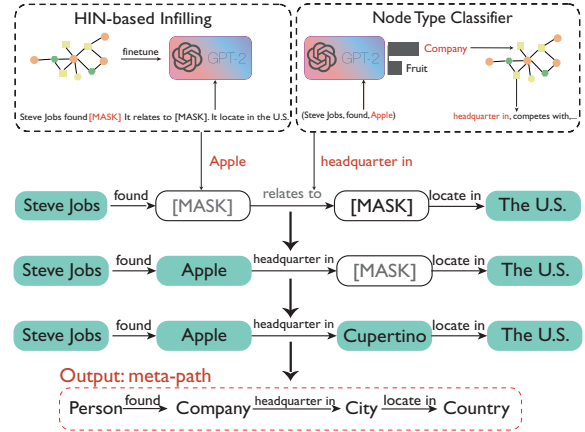 HIN-based Infilling
finetune
GPT-2
Steve Jobs found [MASK] It relates to [MASK]. It locate in the U.S.
Node Type Classifier
GPT-2
Company
Fruit
(Steve Jobs, found, Apple)
headquarter in, competes with,...
Apple
headquarter in
Steve Jobs found [MASK] relates to [MASK] locate in The U.S.
Steve Jobs found Apple headquarter in [MASK] locate in The U.S.
Steve Jobs found Apple headquarter in Cupertino locate in The U.S.
Output: meta-path
Person found Company headquarter in City locate in Country